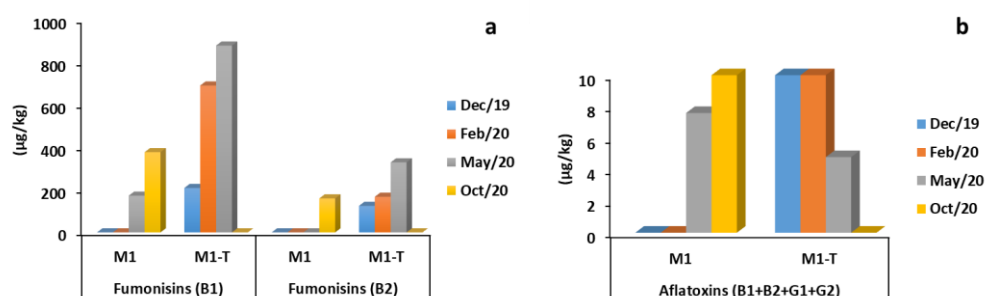 a
1000
800
600
400
200
0
(µg/kg)
M1 M1-T M1 M1-T
Fumonisins (B1) Fumonisins (B2)
Dec/19
Feb/20
May/20
Oct/20
b
10
8
6
4
2
0
(µg/kg)
M1 M1-T
Aflatoxins (B1+B2+G1+G2)
Dec/19
Feb/20
May/20
Oct/20